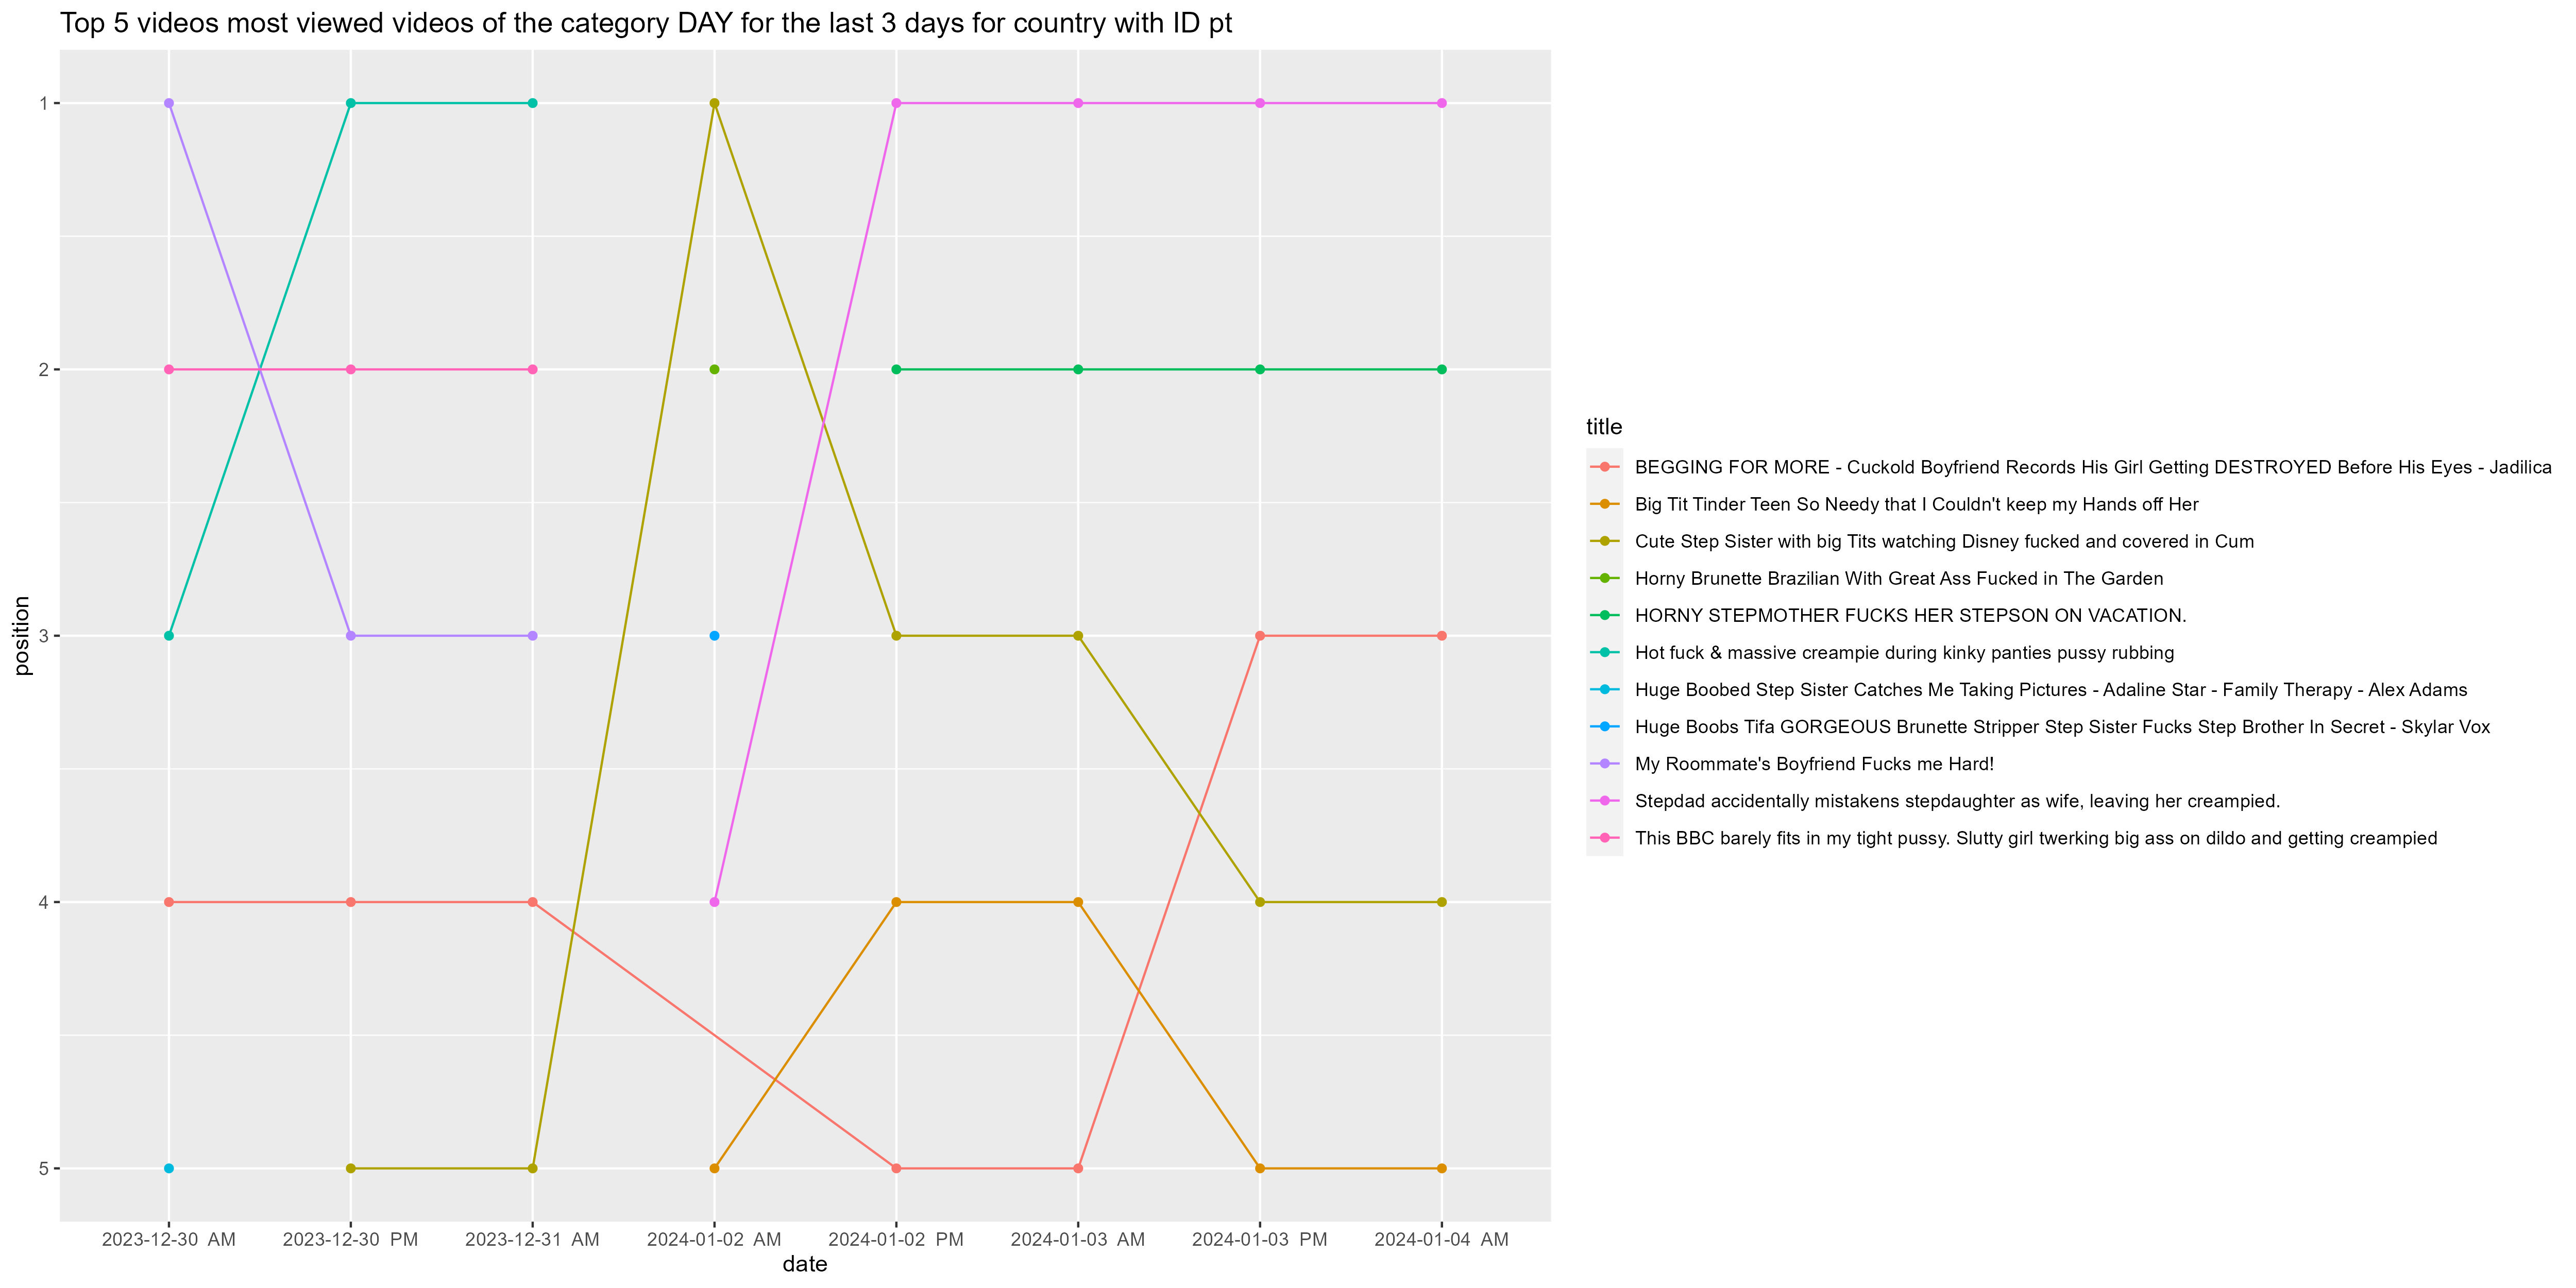 Top 5 videos most viewed videos of the category DAY for the last 3 days for country with ID pt
position
1
2
3
4
5
2023-12-30 AM
2023-12-30 PM
2023-12-31 AM
2024-01-02 AM
2024-01-02 PM
2024-01-03 AM
2024-01-03 PM
2024-01-04 AM
date
title
BEGGING FOR MORE - Cuckold Boyfriend Records His Girl Getting DESTROYED Before His Eyes - Jadilica
Big Tit Tinder Teen So Needy that I Couldn't keep my Hands off Her
Cute Step Sister with big Tits watching Disney fucked and covered in Cum
Horny Brunette Brazilian With Great Ass Fucked in The Garden
HORNY STEPMOTHER FUCKS HER STEPSON ON VACATION.
Hot fuck & massive creampie during kinky panties pussy rubbing
Huge Boobed Step Sister Catches Me Taking Pictures - Adaline Star - Family Therapy - Alex Adams
Huge Boobs Tifa GORGEOUS Brunette Stripper Step Sister Fucks Step Brother In Secret - Skylar Vox
My Roommate's Boyfriend Fucks me Hard!
Stepdad accidentally mistakens stepdaughter as wife, leaving her creampied.
This BBC barely fits in my tight pussy. Slutty girl twerking big ass on dildo and getting creampied